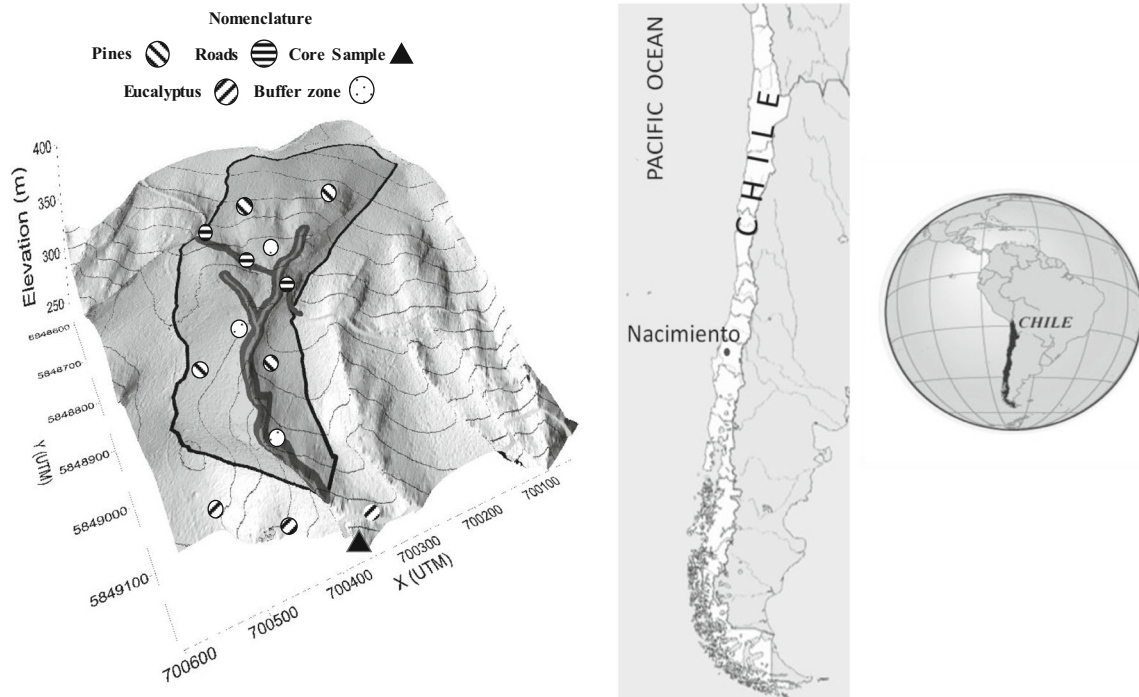 Nomenclature
Pines Roads Core Sample
Eucalyptus Buffer zone
Elevation (m)
400
350
300
250
5848600
5848700
5848800
5848900
5849000
5849100
Y (UTM)
700600
700500
700400
700300
700200
700100
X (UTM)
PACIFIC OCEAN
CHILE
Nacimiento
CHILE